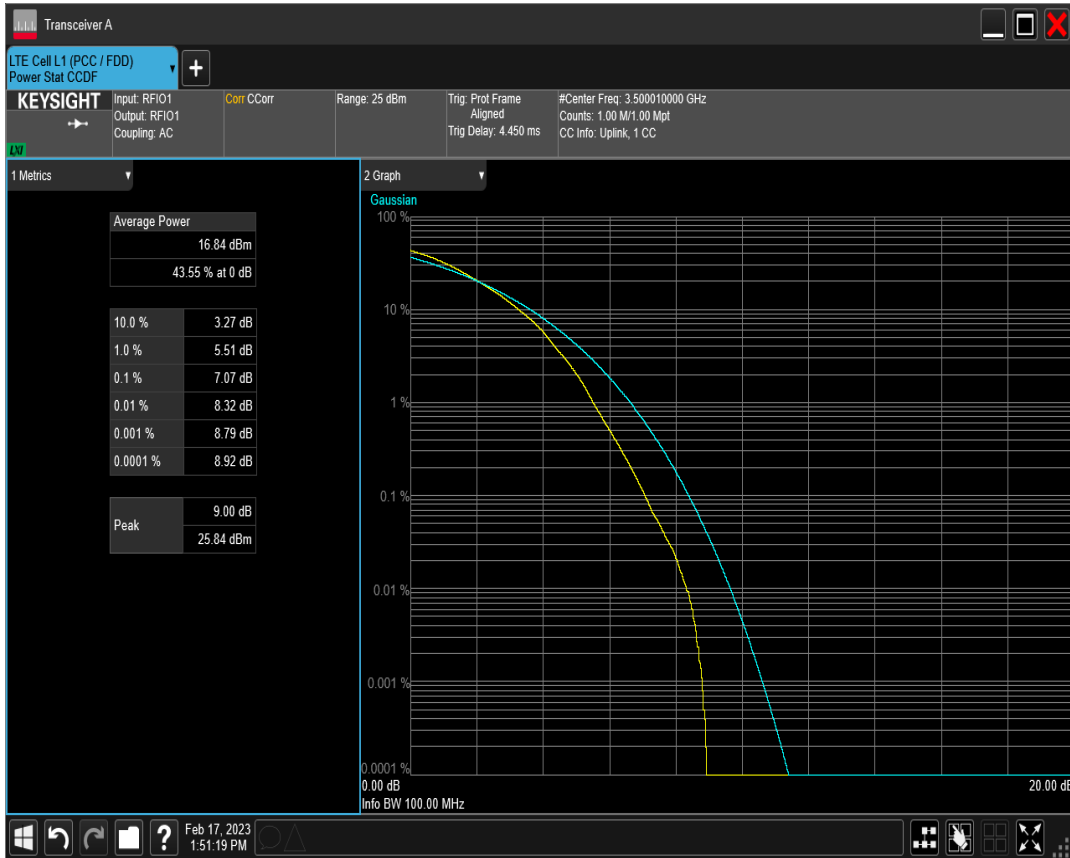 Transceiver A
LTE Cell L1 (PCC / FDD)
Power Stat CCDF
+
KEYSIGHT
LXI
Input: RFIO1
Output: RFIO1
Coupling: AC
Corr CCorr
Range: 25 dBm
Trig: Prot Frame
Aligned
Trig Delay: 4.450 ms
#Center Freq: 3.500010000 GHz
Counts: 1.00 M/1.00 Mpt
CC Info: Uplink, 1 CC
1 Metrics
Average Power
16.84 dBm
43.55 % at 0 dB
10.0 % 3.27 dB
1.0 % 5.51 dB
0.1 % 7.07 dB
0.01 % 8.32 dB
0.001 % 8.79 dB
0.0001 % 8.92 dB
Peak 9.00 dB
25.84 dBm
2 Graph
Gaussian
100 %
10 %
1 %
0.1 %
0.01 %
0.001 %
0.0001 %
0.00 dB 20.00 dB
Info BW 100.00 MHz
?
Feb 17, 2023
1:51:19 PM